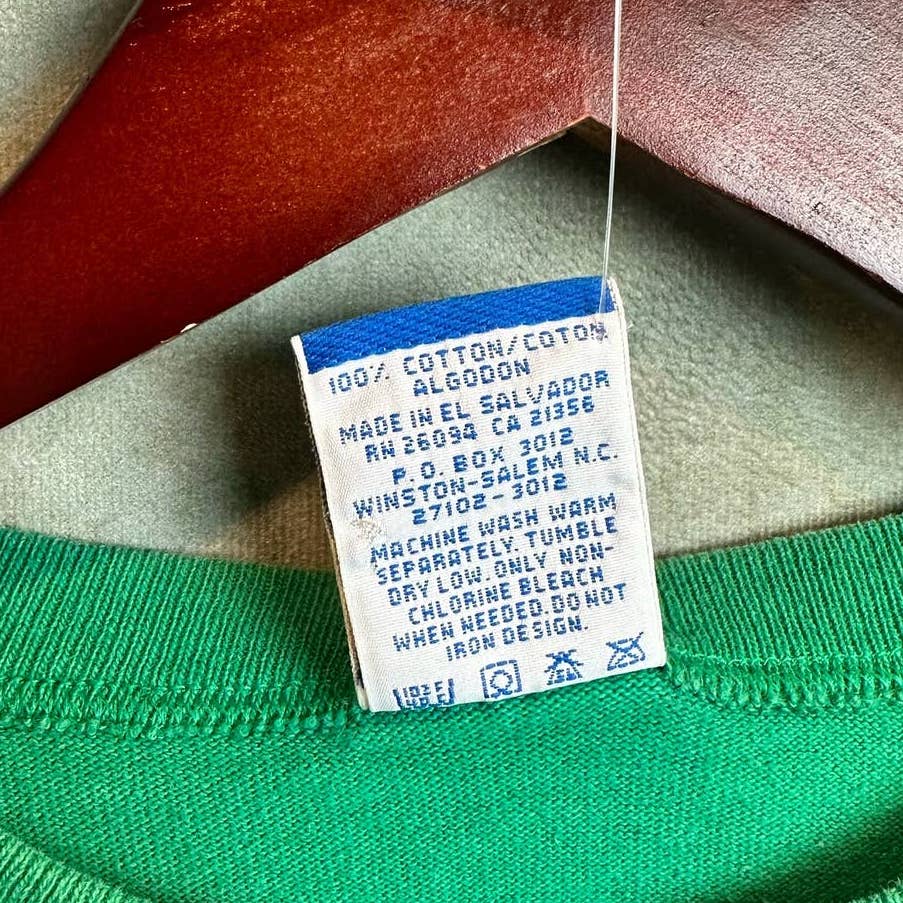 100% COTTON/COTON
ALGODON
MADE IN EL SALVADOR
RN 26094 CA 21356
P.O. BOX 3012
WINSTON-SALEM N.C.
27102-3012
MACHINE WASH WARM
SEPARATELY. TUMBLE
DRY LOW. ONLY NON-
CHLORINE BLEACH
WHEN NEEDED. DO NOT
IRON DESIGN.